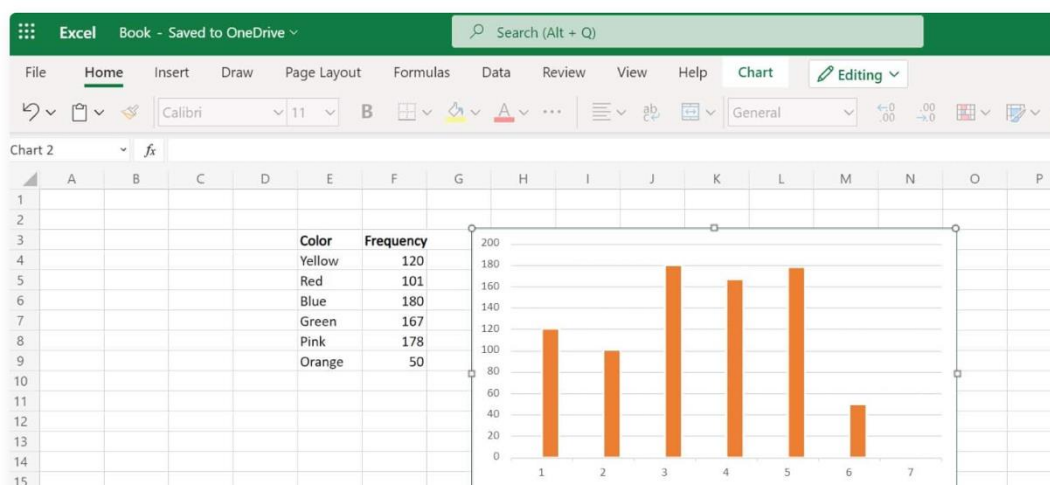 Excel Book - Saved to OneDrive Search (Alt + Q)
File Home Insert Draw Page Layout Formulas Data Review View Help Chart Editing
Calibri 11 B A General
Chart 2 fx
A B C D E F G H I J K L M N O P
1
2
3 Color Frequency
4 Yellow 120
5 Red 101
6 Blue 180
7 Green 167
8 Pink 178
9 Orange 50
10
11
12
13
14
15
200
180
160
140
120
100
80
60
40
20
0
1 2 3 4 5 6 7